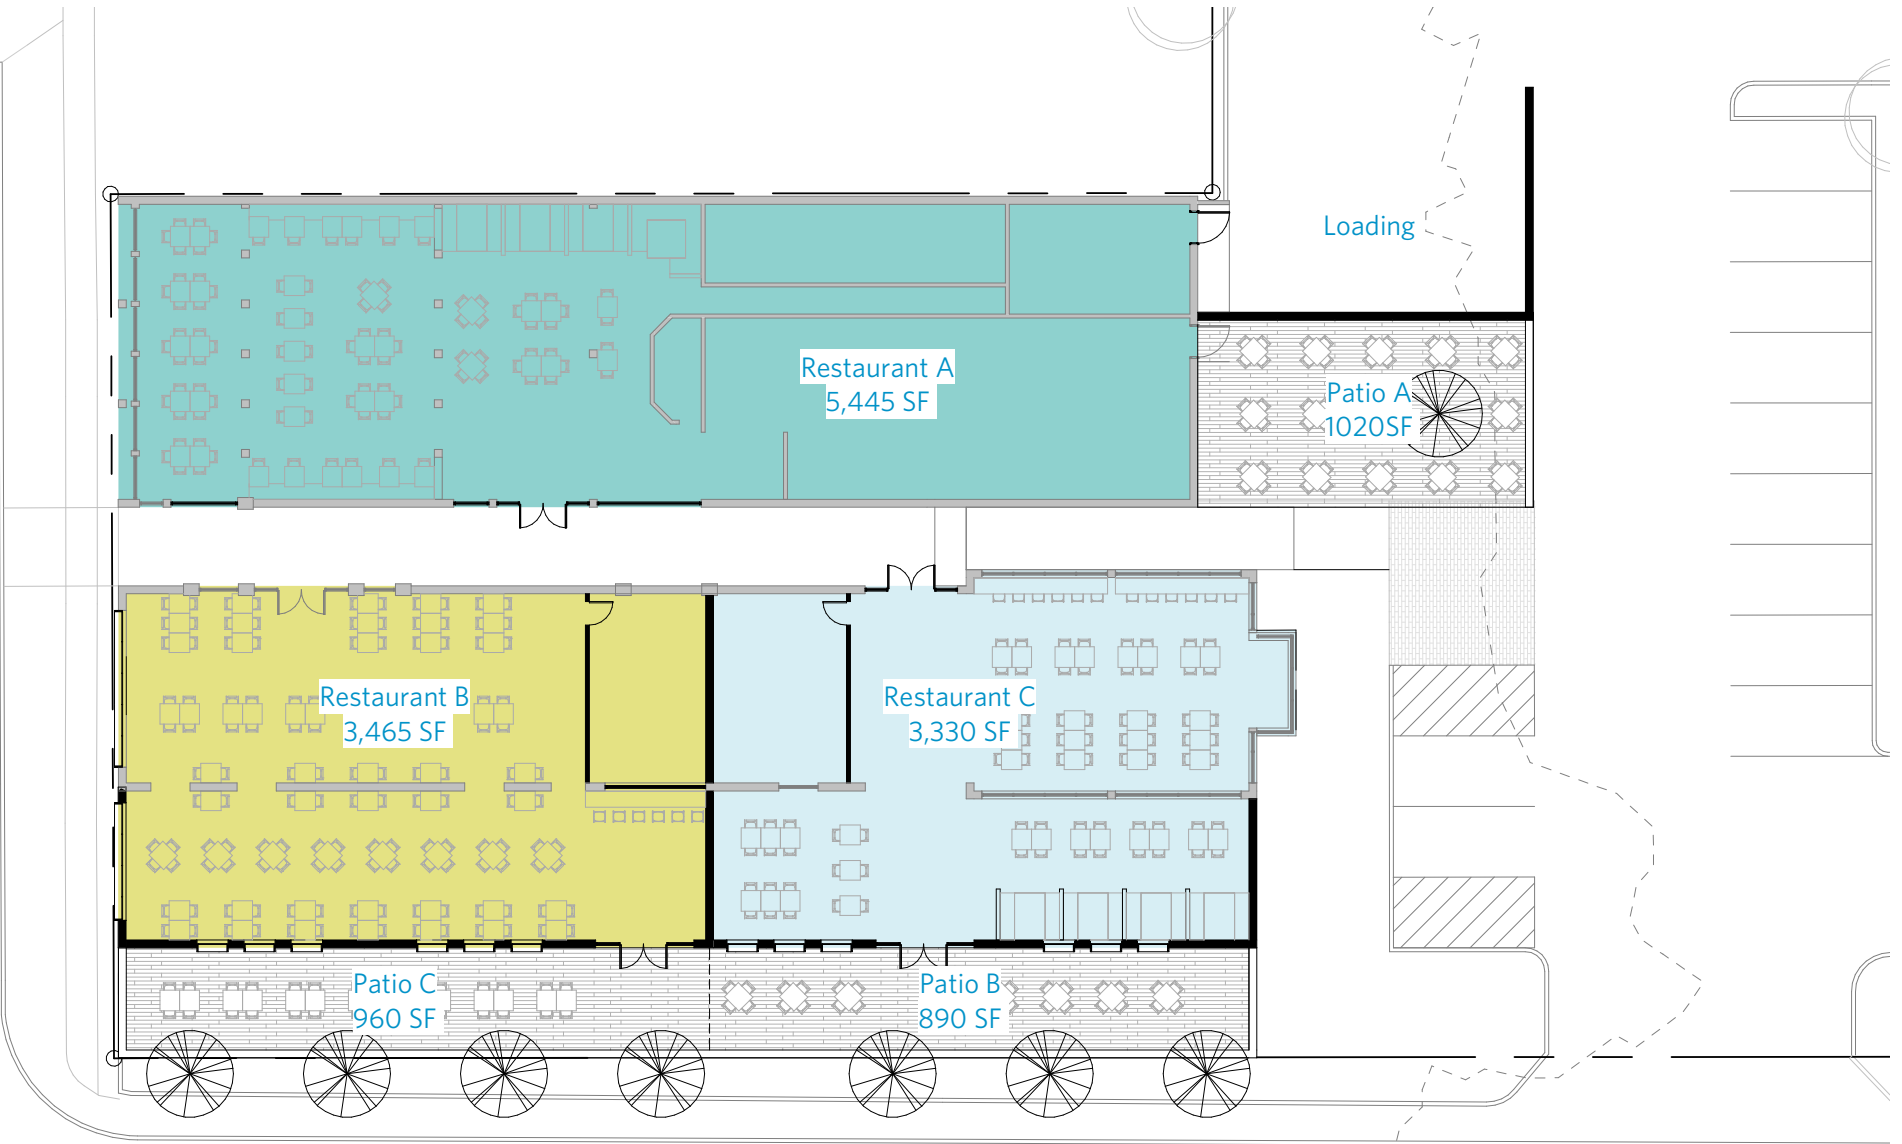 Loading
Restaurant A
5,445 SF
Patio A
1020SF
Restaurant B
3,465 SF
Restaurant C
3,330 SF
Patio C
960 SF
Patio B
890 SF